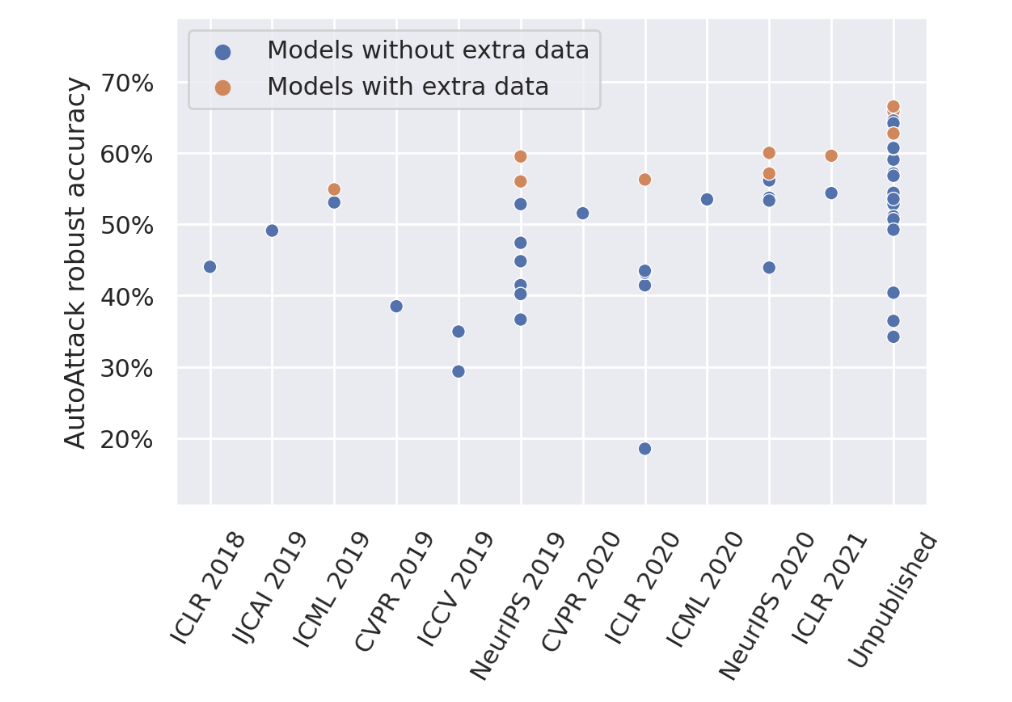 Models without extra data
Models with extra data
AutoAttack robust accuracy
70%
60%
50%
40%
30%
20%
ICLR 2018
IJCAI 2019
ICML 2019
CVPR 2019
ICCV 2019
NeurIPS 2019
CVPR 2020
ICLR 2020
ICML 2020
NeurIPS 2020
ICLR 2021
Unpublished